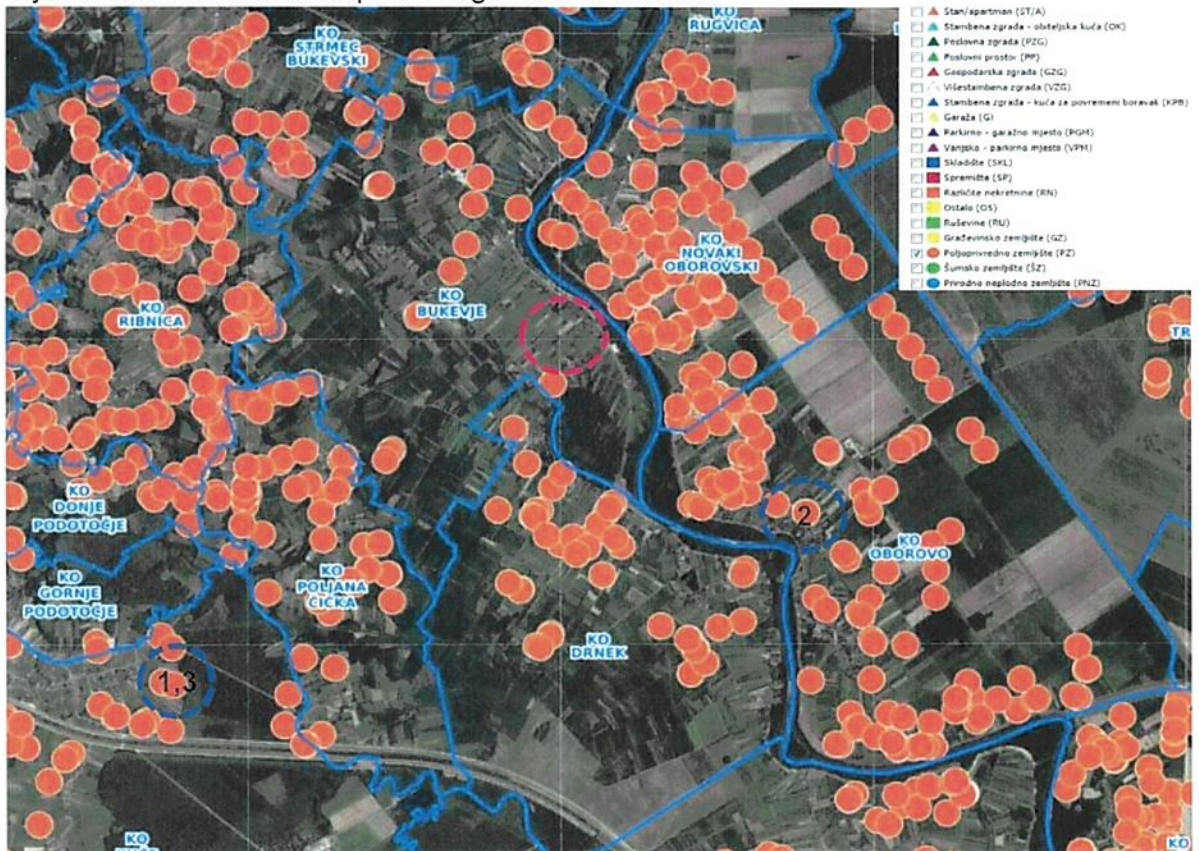 KO
RUGVICA
KO
STRMEC
BUKEVSKI
KO
NOVAKI
OBOROVSKI
KO
BUKEVJE
KO
RIBNICA
TR
KO
DONJE
PODOTOČJE
2
KO
OBOROVO
KO
GORNJE
PODOTOČJE
KO
POLJANA
ČIČKA
KO
DRNEK
1,3
KO
KO
Stan/apartman (ST/A)
Stambena zgrada - obiteljska kuća (OK)
Poslovna zgrada (PZG)
Poslovni prostor (PP)
Gospodarska zgrada (GZG)
Višestambena zgrada (VZG)
Stambena zgrada - kuća za povremeni boravak (KPB)
Garaža (G)
Parkirno - garažno mjesto (PGM)
Vanjsko - parkirno mjesto (VPM)
Skladište (SKL)
Spremište (SP)
Različite nekretnine (RN)
Ostalo (OS)
Ruševine (RU)
Građevinsko zemljište (GZ)
Poljoprivredno zemljište (PZ)
Šumsko zemljište (ŠZ)
Prirodno neplodno zemljište (PNZ)